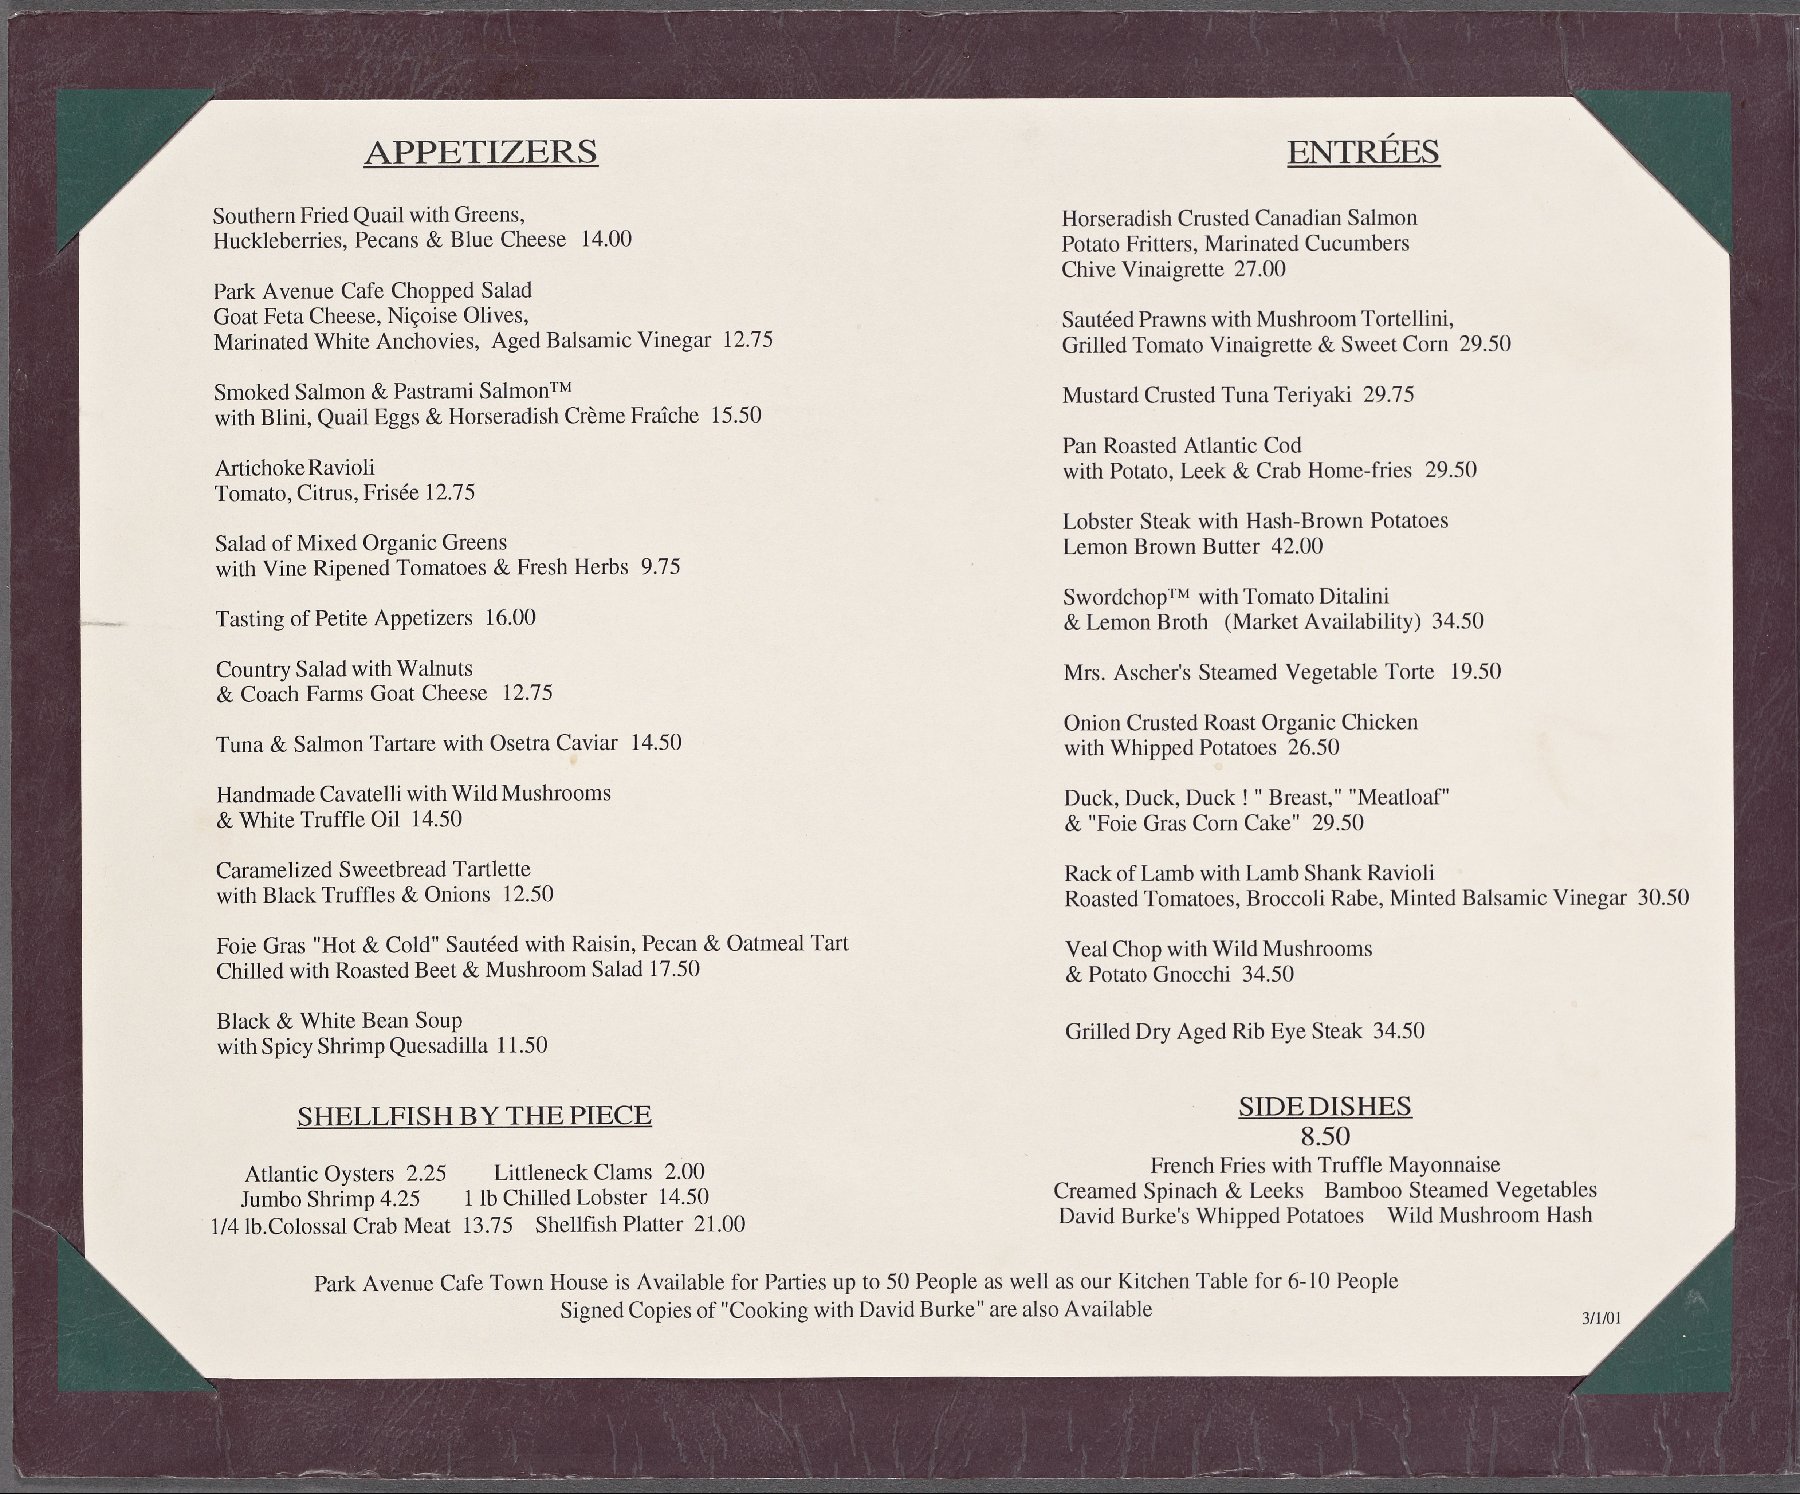 APPETIZERS
Southern Fried Quail with Greens,
Huckleberries, Pecans & Blue Cheese 14.00
Park Avenue Cafe Chopped Salad
Goat Feta Cheese, Niçoise Olives,
Marinated White Anchovies, Aged Balsamic Vinegar 12.75
Smoked Salmon & Pastrami Salmon™
with Blini, Quail Eggs & Horseradish Crème Fraîche 15.50
Artichoke Ravioli
Tomato, Citrus, Frisée 12.75
Salad of Mixed Organic Greens
with Vine Ripened Tomatoes & Fresh Herbs 9.75
Tasting of Petite Appetizers 16.00
Country Salad with Walnuts
& Coach Farms Goat Cheese 12.75
Tuna & Salmon Tartare with Osetra Caviar 14.50
Handmade Cavatelli with Wild Mushrooms
& White Truffle Oil 14.50
Caramelized Sweetbread Tartlette
with Black Truffles & Onions 12.50
Foie Gras "Hot & Cold" Sautéed with Raisin, Pecan & Oatmeal Tart
Chilled with Roasted Beet & Mushroom Salad 17.50
Black & White Bean Soup
with Spicy Shrimp Quesadilla 11.50
SHELLFISH BY THE PIECE
Atlantic Oysters 2.25 Littleneck Clams 2.00
Jumbo Shrimp 4.25 1 lb Chilled Lobster 14.50
1/4 lb.Colossal Crab Meat 13.75 Shellfish Platter 21.00
ENTRÉES
Horseradish Crusted Canadian Salmon
Potato Fritters, Marinated Cucumbers
Chive Vinaigrette 27.00
Sautéed Prawns with Mushroom Tortellini,
Grilled Tomato Vinaigrette & Sweet Corn 29.50
Mustard Crusted Tuna Teriyaki 29.75
Pan Roasted Atlantic Cod
with Potato, Leek & Crab Home-fries 29.50
Lobster Steak with Hash-Brown Potatoes
Lemon Brown Butter 42.00
Swordchop™ with Tomato Ditalini
& Lemon Broth (Market Availability) 34.50
Mrs. Ascher's Steamed Vegetable Torte 19.50
Onion Crusted Roast Organic Chicken
with Whipped Potatoes 26.50
Duck, Duck, Duck ! " Breast," "Meatloaf"
& "Foie Gras Corn Cake" 29.50
Rack of Lamb with Lamb Shank Ravioli
Roasted Tomatoes, Broccoli Rabe, Minted Balsamic Vinegar 30.50
Veal Chop with Wild Mushrooms
& Potato Gnocchi 34.50
Grilled Dry Aged Rib Eye Steak 34.50
SIDE DISHES
8.50
French Fries with Truffle Mayonnaise
Creamed Spinach & Leeks Bamboo Steamed Vegetables
David Burke's Whipped Potatoes Wild Mushroom Hash
Park Avenue Cafe Town House is Available for Parties up to 50 People as well as our Kitchen Table for 6-10 People
Signed Copies of "Cooking with David Burke" are also Available
3/1/01